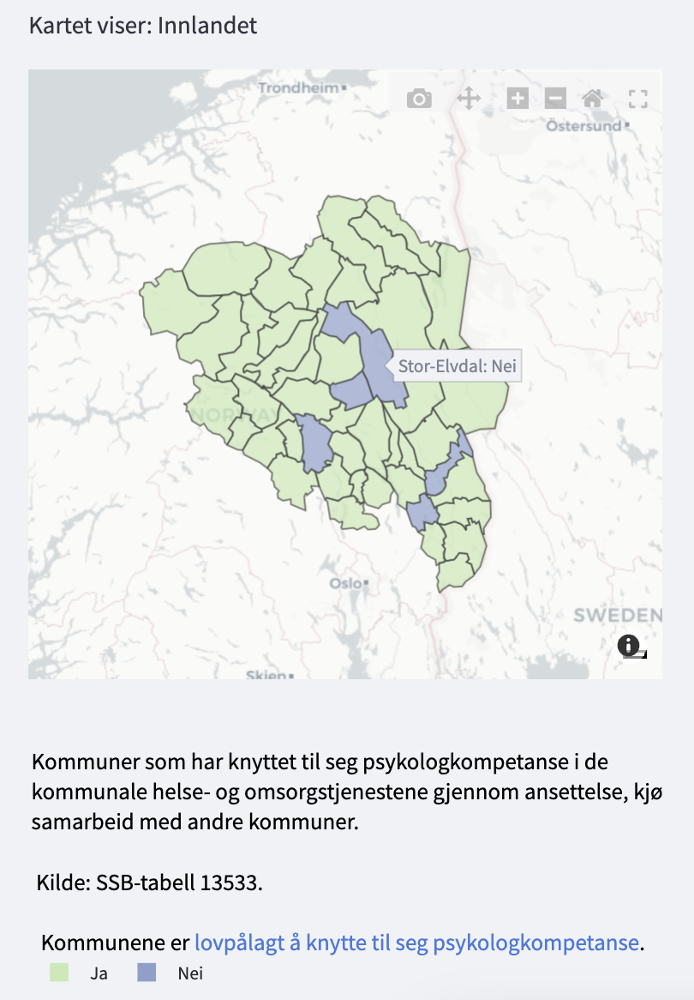 Kartet viser: Innlandet
Trondheim
Östersund
Stor-Elvdal: Nei
NORWAY
Oslo
SWEDEN
Skien
Kommuner som har knyttet til seg psykologkompetanse i de
kommunale helse- og omsorgstjenestene gjennom ansettelse, kjø
samarbeid med andre kommuner.
Kilde: SSB-tabell 13533.
Kommunene er lovpålagt å knytte til seg psykologkompetanse.
Ja Nei